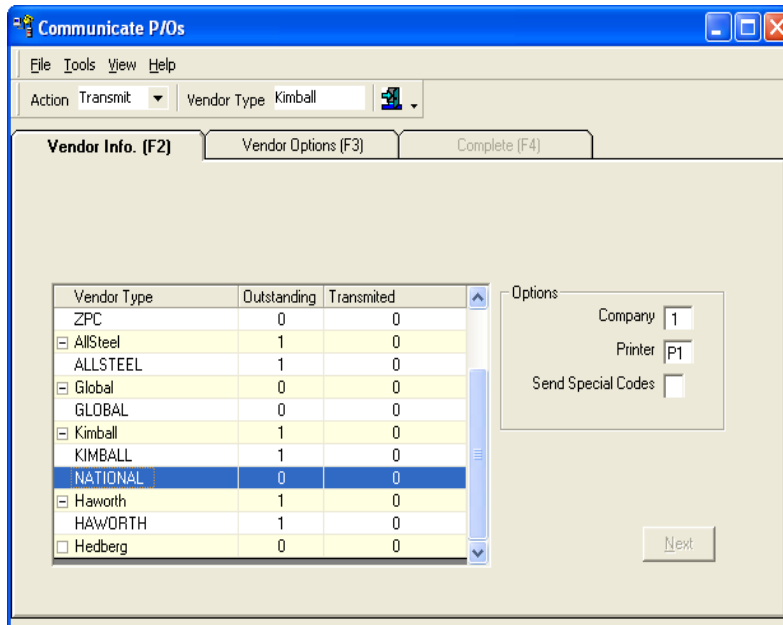 Communicate P/Os
File Tools View Help
Action Transmit Vendor Type Kimball
Vendor Info. (F2) Vendor Options (F3) Complete (F4)
Vendor Type Outstanding Transmited
ZPC 0 0
AllSteel 1 0
ALLSTEEL 1 0
Global 0 0
GLOBAL 0 0
Kimball 1 0
KIMBALL 1 0
NATIONAL 0 0
Haworth 1 0
HAWORTH 1 0
Hedberg 0 0
Options
Company 1
Printer P1
Send Special Codes
Next